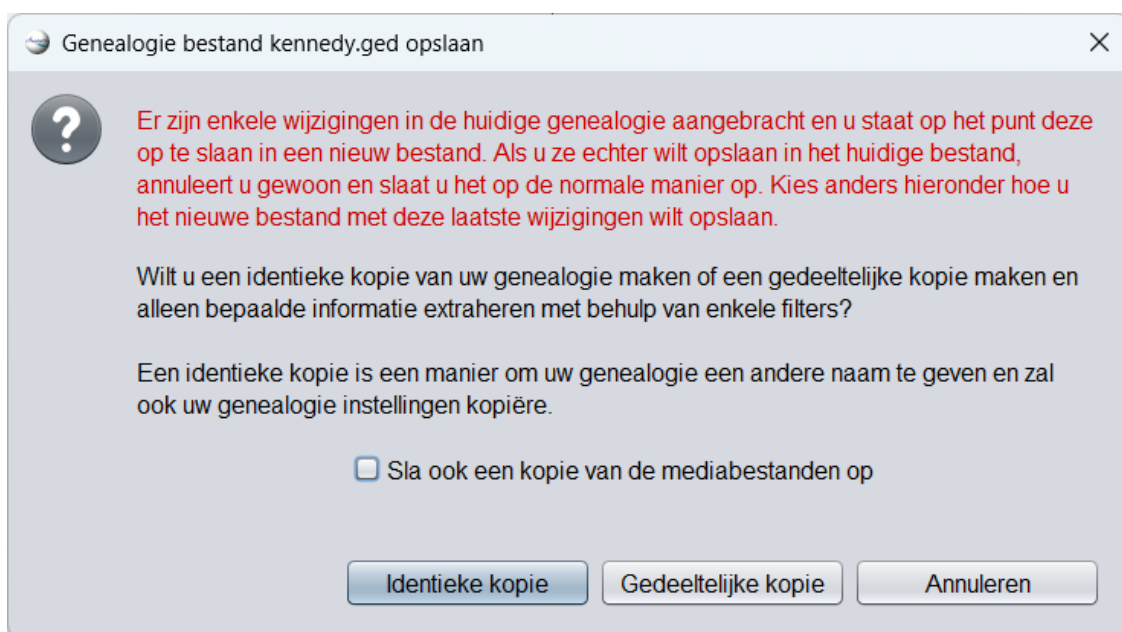 Genealogie bestand kennedy.ged opslaan
Er zijn enkele wijzigingen in de huidige genealogie aangebracht en u staat op het punt deze
op te slaan in een nieuw bestand. Als u ze echter wilt opslaan in het huidige bestand,
annuleert u gewoon en slaat u het op de normale manier op. Kies anders hieronder hoe u
het nieuwe bestand met deze laatste wijzigingen wilt opslaan.
Wilt u een identieke kopie van uw genealogie maken of een gedeeltelijke kopie maken en
alleen bepaalde informatie extraheren met behulp van enkele filters?
Een identieke kopie is een manier om uw genealogie een andere naam te geven en zal
ook uw genealogie instellingen kopiëre.
Sla ook een kopie van de mediabestanden op
Identieke kopie Gedeeltelijke kopie Annuleren